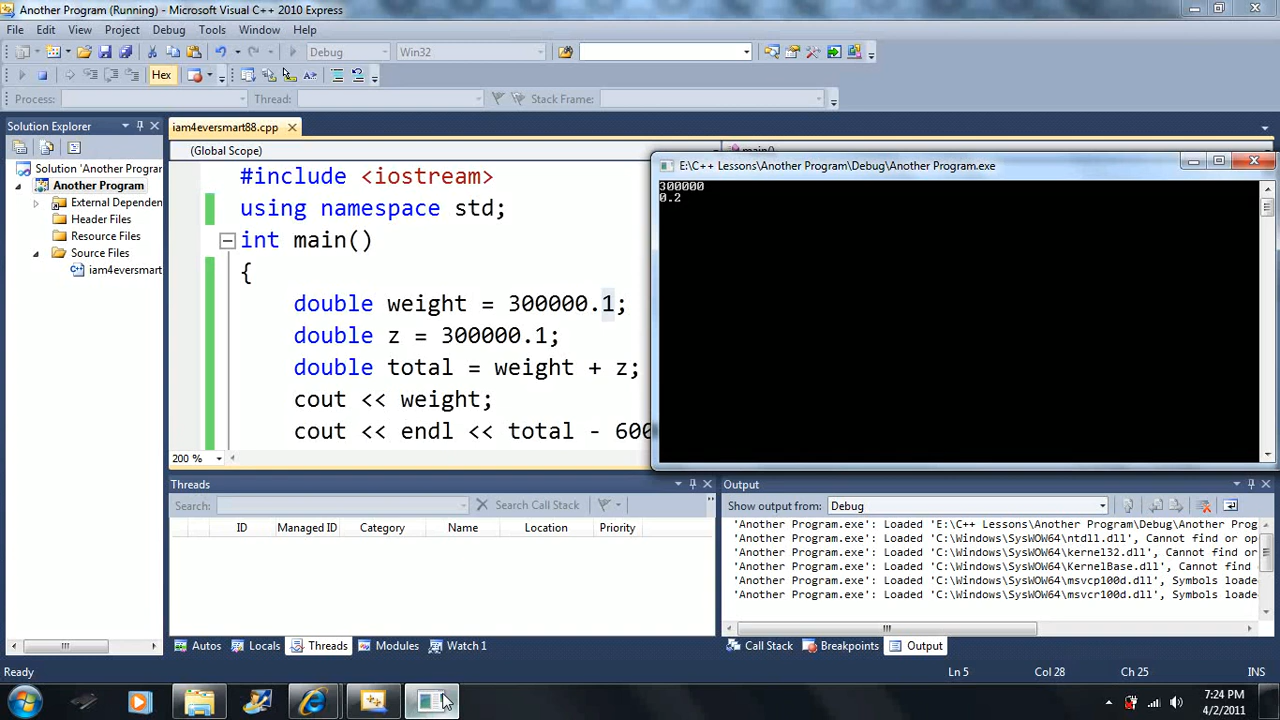 Another Program (Running) - Microsoft Visual C++ 2010 Express
File Edit View Project Debug Tools Window Help
Debug Win32
Hex
Process: Thread: Stack Frame:
Solution Explorer
iam4eversmart88.cpp
(Global Scope)
main()
E:\C++ Lessons\Another Program\Debug\Another Program.exe
300000
0.2
Solution 'Another Program
Another Program
External Dependen
Header Files
Resource Files
Source Files
iam4eversmart
#include <iostream>
using namespace std;
int main()
{
double weight = 300000.1;
double z = 300000.1;
double total = weight + z;
cout << weight;
cout << endl << total - 600
200 %
Threads
Search: Search Call Stack
ID Managed ID Category Name Location Priority
Output
Show output from: Debug
'Another Program.exe': Loaded 'E:\C++ Lessons\Another Program\Debug\Another Prog
'Another Program.exe': Loaded 'C:\Windows\SysWOW64\ntdll.dll', Cannot find or op
'Another Program.exe': Loaded 'C:\Windows\SysWOW64\kernel32.dll', Cannot find or
'Another Program.exe': Loaded 'C:\Windows\SysWOW64\KernelBase.dll', Cannot find
'Another Program.exe': Loaded 'C:\Windows\SysWOW64\msvcp100d.dll', Symbols loade
'Another Program.exe': Loaded 'C:\Windows\SysWOW64\msvcr100d.dll', Symbols loade
Autos Locals Threads Modules Watch 1
Call Stack Breakpoints Output
Ready Ln 5 Col 28 Ch 25 INS
7:24 PM
4/2/2011